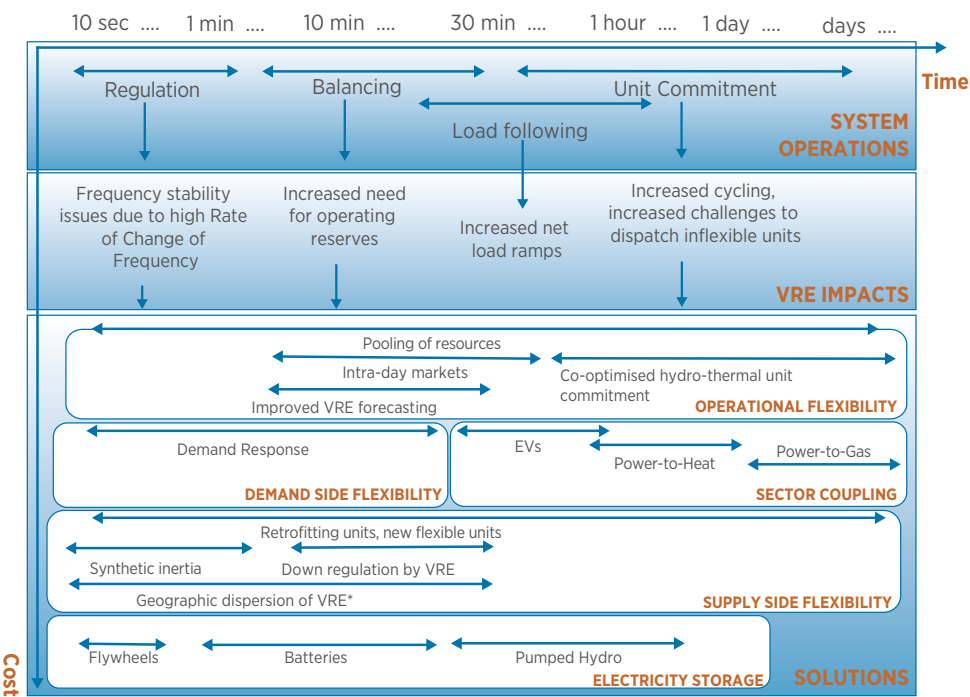 10 sec .... 1 min .... 10 min .... 30 min .... 1 hour .... 1 day .... days ....
Time
Regulation
Balancing
Unit Commitment
Load following
SYSTEM
OPERATIONS
Frequency stability
issues due to high Rate
of Change of
Frequency
Increased need
for operating
reserves
Increased net
load ramps
Increased cycling,
increased challenges to
dispatch inflexible units
VRE IMPACTS
Pooling of resources
Intra-day markets
Improved VRE forecasting
Co-optimised hydro-thermal unit
commitment
OPERATIONAL FLEXIBILITY
Demand Response
DEMAND SIDE FLEXIBILITY
EVs
Power-to-Heat
Power-to-Gas
SECTOR COUPLING
Retrofitting units, new flexible units
Synthetic inertia
Down regulation by VRE
Geographic dispersion of VRE*
SUPPLY SIDE FLEXIBILITY
Flywheels
Batteries
Pumped Hydro
ELECTRICITY STORAGE
SOLUTIONS
Cost